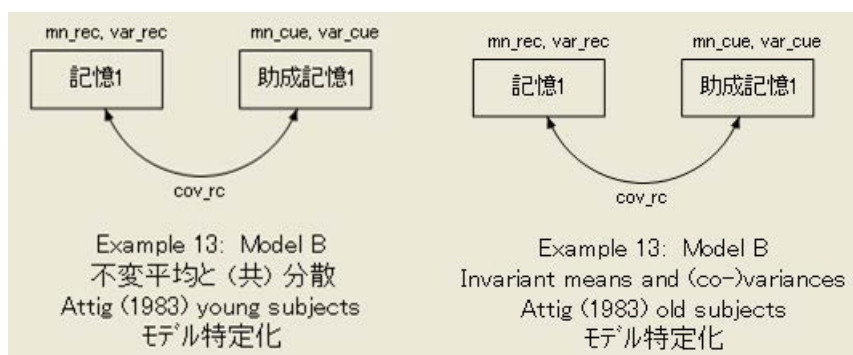 mn_rec, var_rec
mn_cue, var_cue
記憶1
助成記憶1
cov_rc
Example 13: Model B
不変平均と (共) 分散
Attig (1983) young subjects
モデル特定化
mn_rec, var_rec
mn_cue, var_cue
記憶1
助成記憶1
cov_rc
Example 13: Model B
Invariant means and (co-)variances
Attig (1983) old subjects
モデル特定化